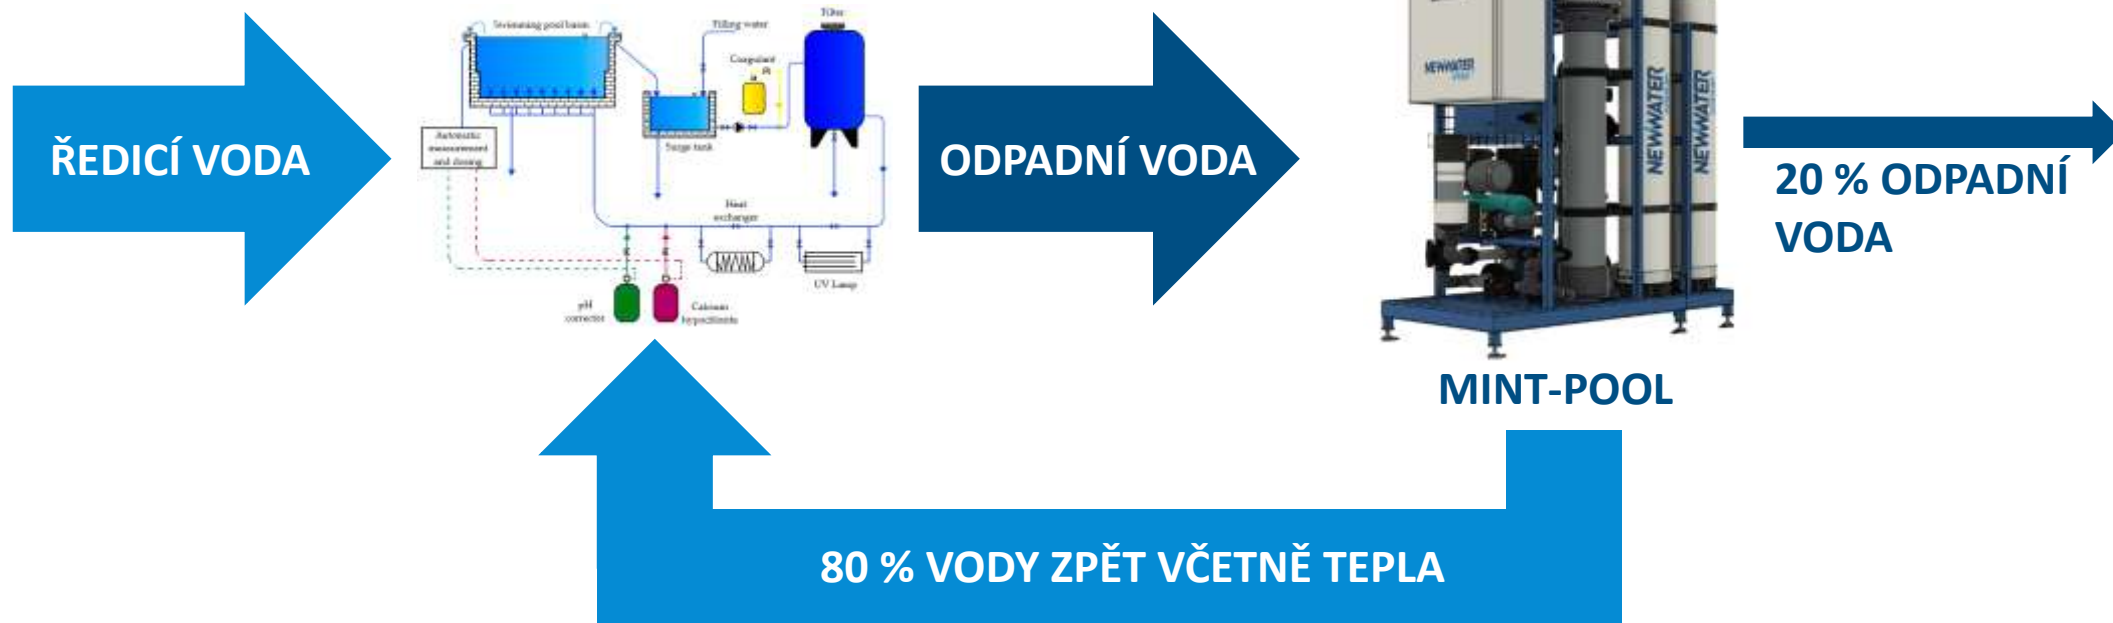 ŘEDICÍ VODA
Swimming pool basin
Filling water
Filter
Coagulant
Surge tank
Automatic
measurement
and dosing
Heat
exchanger
UV Lamp
pH
corrector
Calcium
hypochlorite
ODPADNÍ VODA
NEWWATER
NEWWATER
NEWWATER
MINT-POOL
20 % ODPADNÍ
VODA
80 % VODY ZPĚT VČETNĚ TEPLA